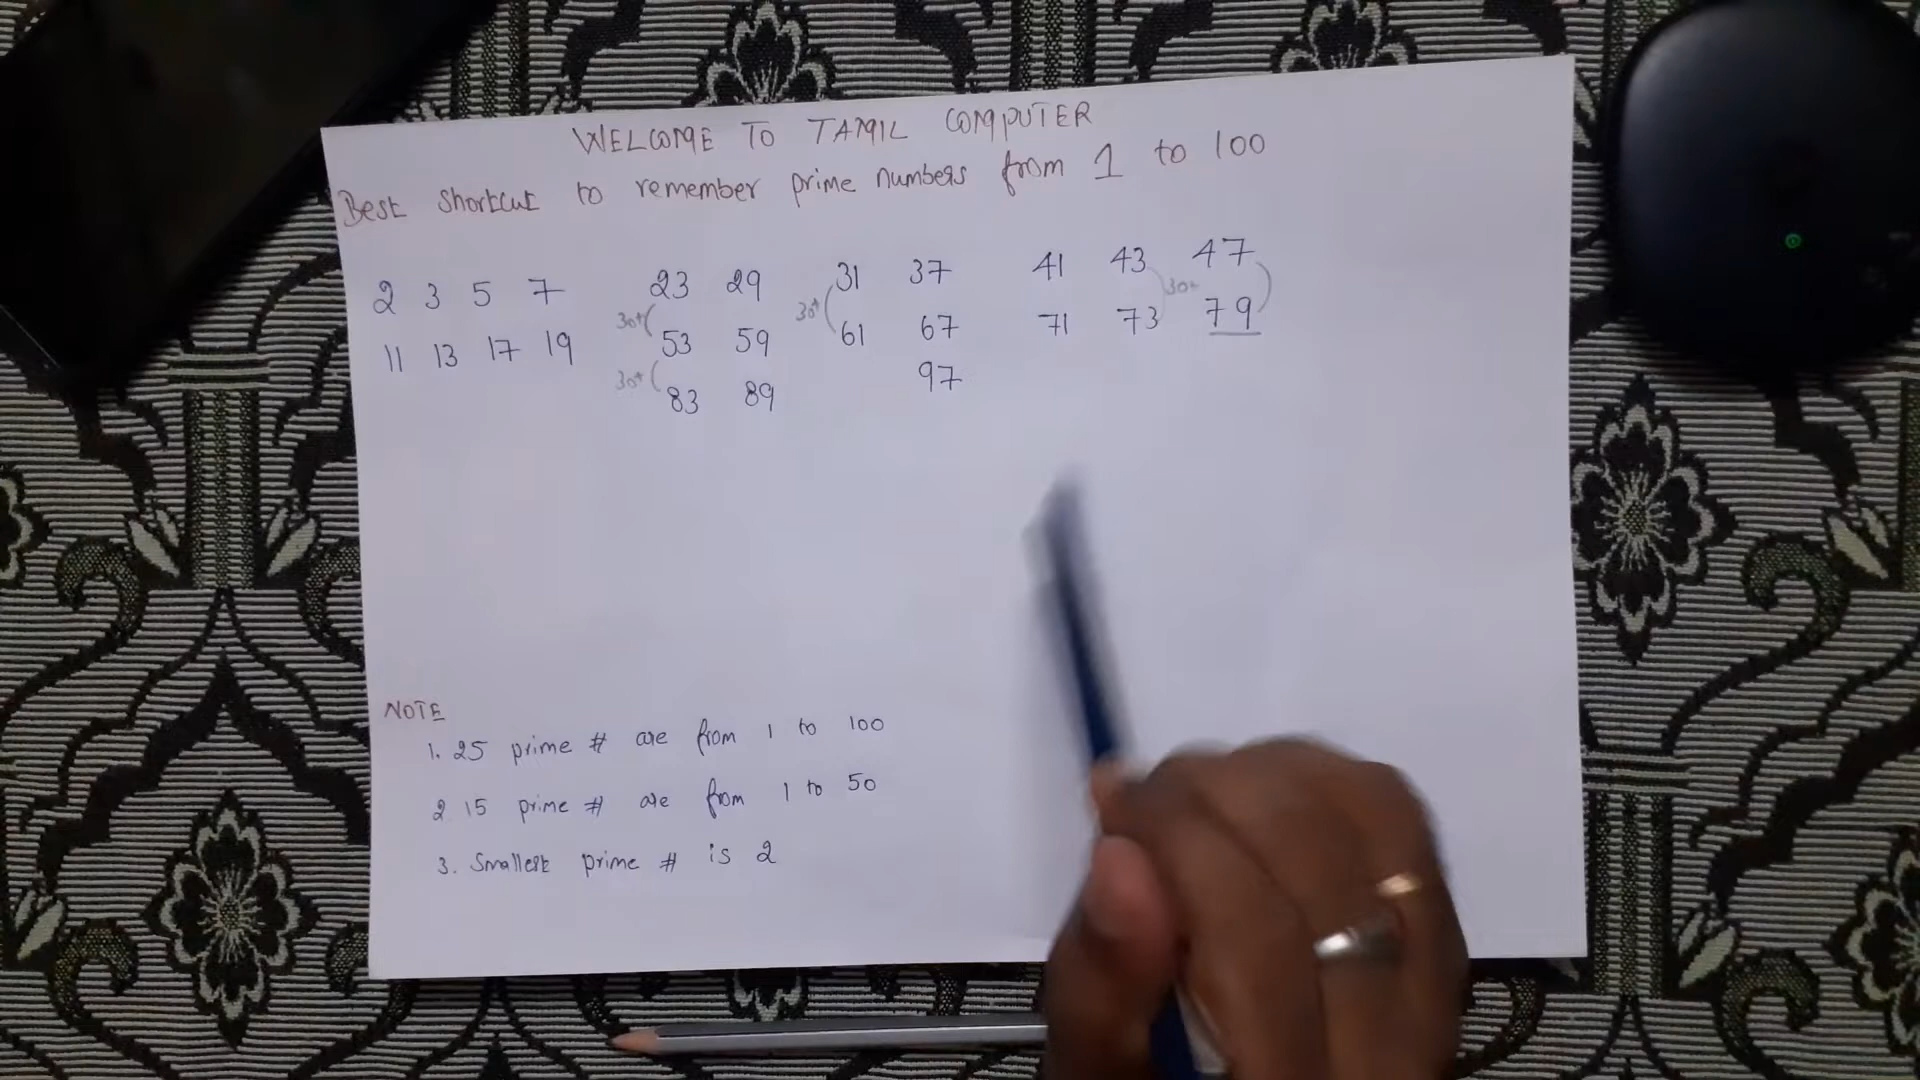 WELCOME TO TAMIL COMPUTER
Best Shortcut to remember prime numbers from 1 to 100
2 3 5 7 23 29 31 37 41 43 47
30+ 30+ 30+
11 13 17 19 53 59 61 67 71 73 79
30+
83 89 97
NOTE
1. 25 prime # are from 1 to 100
2. 15 prime # are from 1 to 50
3. Smallest prime # is 2